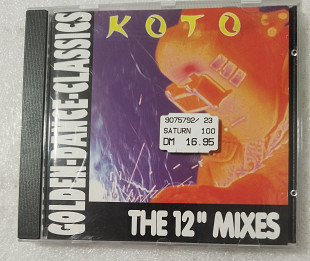 KOTO
GOLDEN-DANCE-CLASSICS
9075792/ 23
SATURN 100
DM 16.95
THE 12" MIXES